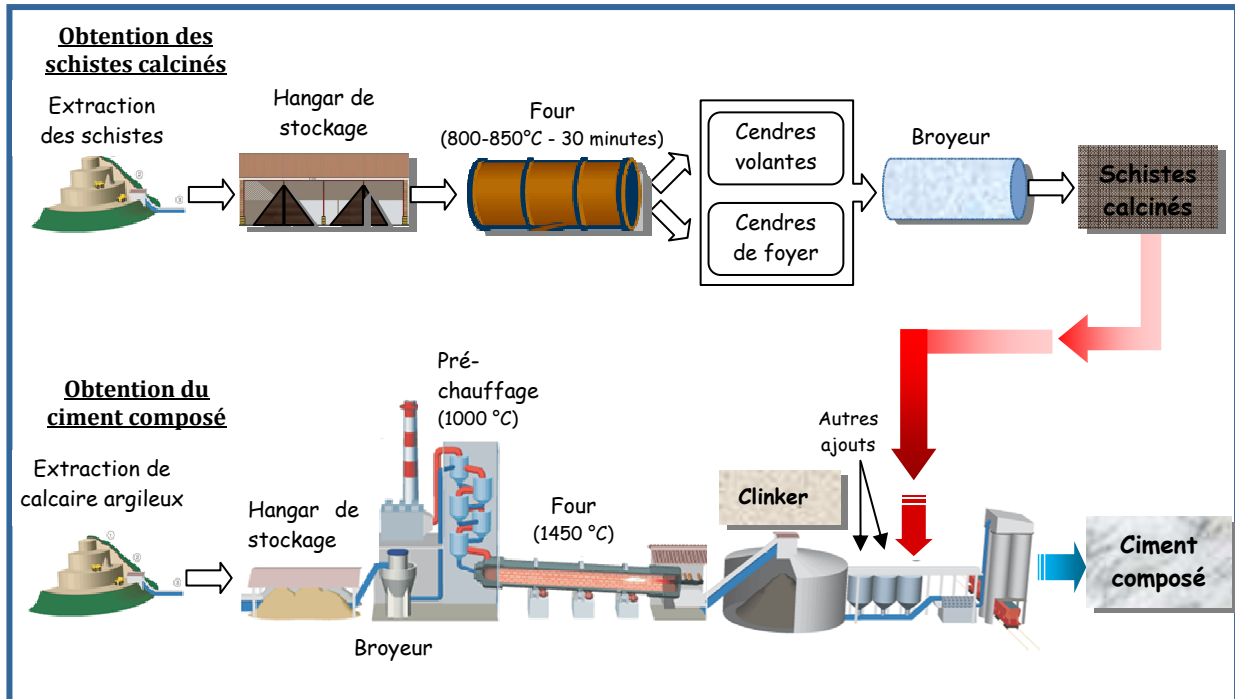 Obtention des
schistes calcinés
Extraction
des schistes
Hangar de
stockage
Four
(800-850°C - 30 minutes)
Cendres
volantes
Cendres
de foyer
Broyeur
Schistes
calcinés
Obtention du
ciment composé
Extraction de
calcaire argileux
Hangar de
stockage
Broyeur
Pré-
chauffage
(1000 °C)
Four
(1450 °C)
Clinker
Autres
ajouts
Ciment
composé